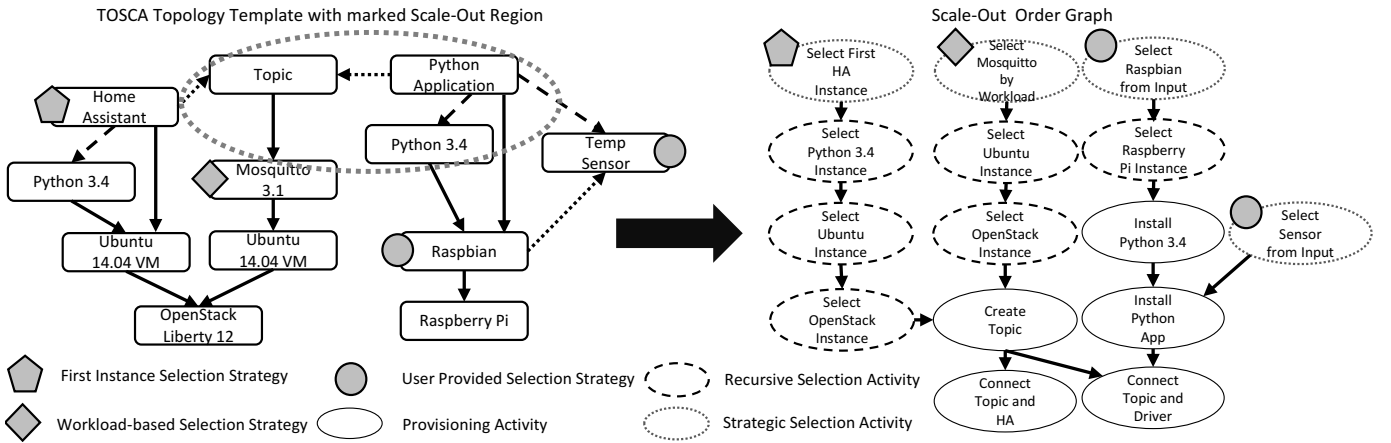 TOSCA Topology Template with marked Scale-Out Region
Topic
Python
Application
Home
Assistant
Python 3.4
Python 3.4
Temp
Sensor
Mosquitto
3.1
Ubuntu
14.04 VM
Ubuntu
14.04 VM
Raspbian
OpenStack
Liberty 12
Raspberry Pi
Scale-Out Order Graph
Select First
HA
Instance
Select
Mosquitto
by
Workload
Select
Raspbian
from Input
Select
Python 3.4
Instance
Select
Ubuntu
Instance
Select
Raspberry
Pi Instance
Select
Ubuntu
Instance
Select
OpenStack
Instance
Install
Python 3.4
Select
Sensor
from Input
Select
OpenStack
Instance
Create
Topic
Install
Python
App
Connect
Topic and
HA
Connect
Topic and
Driver
First Instance Selection Strategy
User Provided Selection Strategy
Recursive Selection Activity
Workload-based Selection Strategy
Provisioning Activity
Strategic Selection Activity